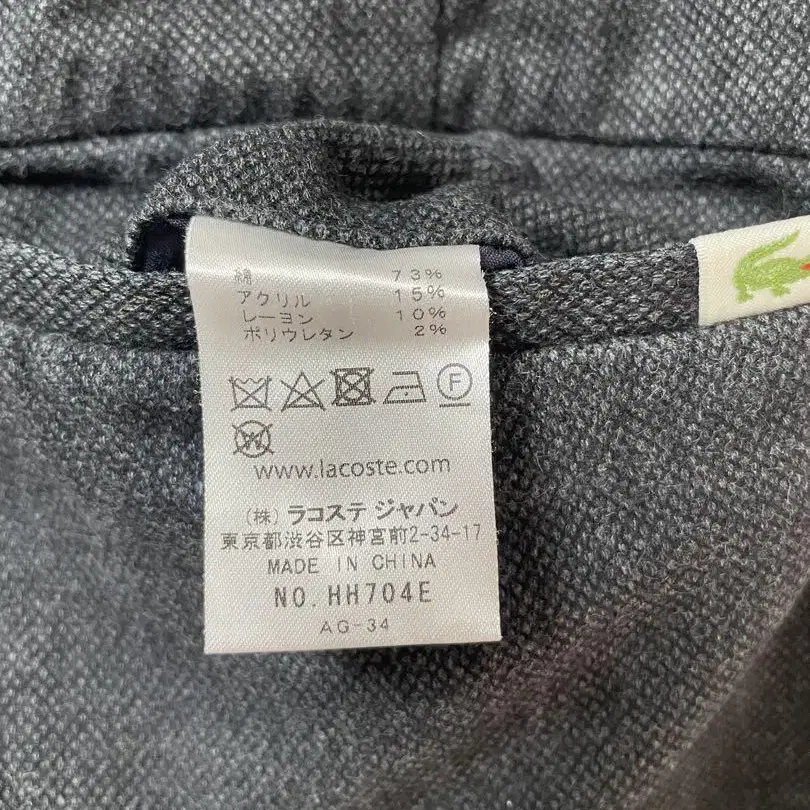 綿 73%
アクリル 15%
レーヨン 10%
ポリウレタン 2%
F
W
www.lacoste.com
(株) ラコステ ジャパン
東京都渋谷区神宮前2-34-17
MADE IN CHINA
NO. HH704E
AG-34